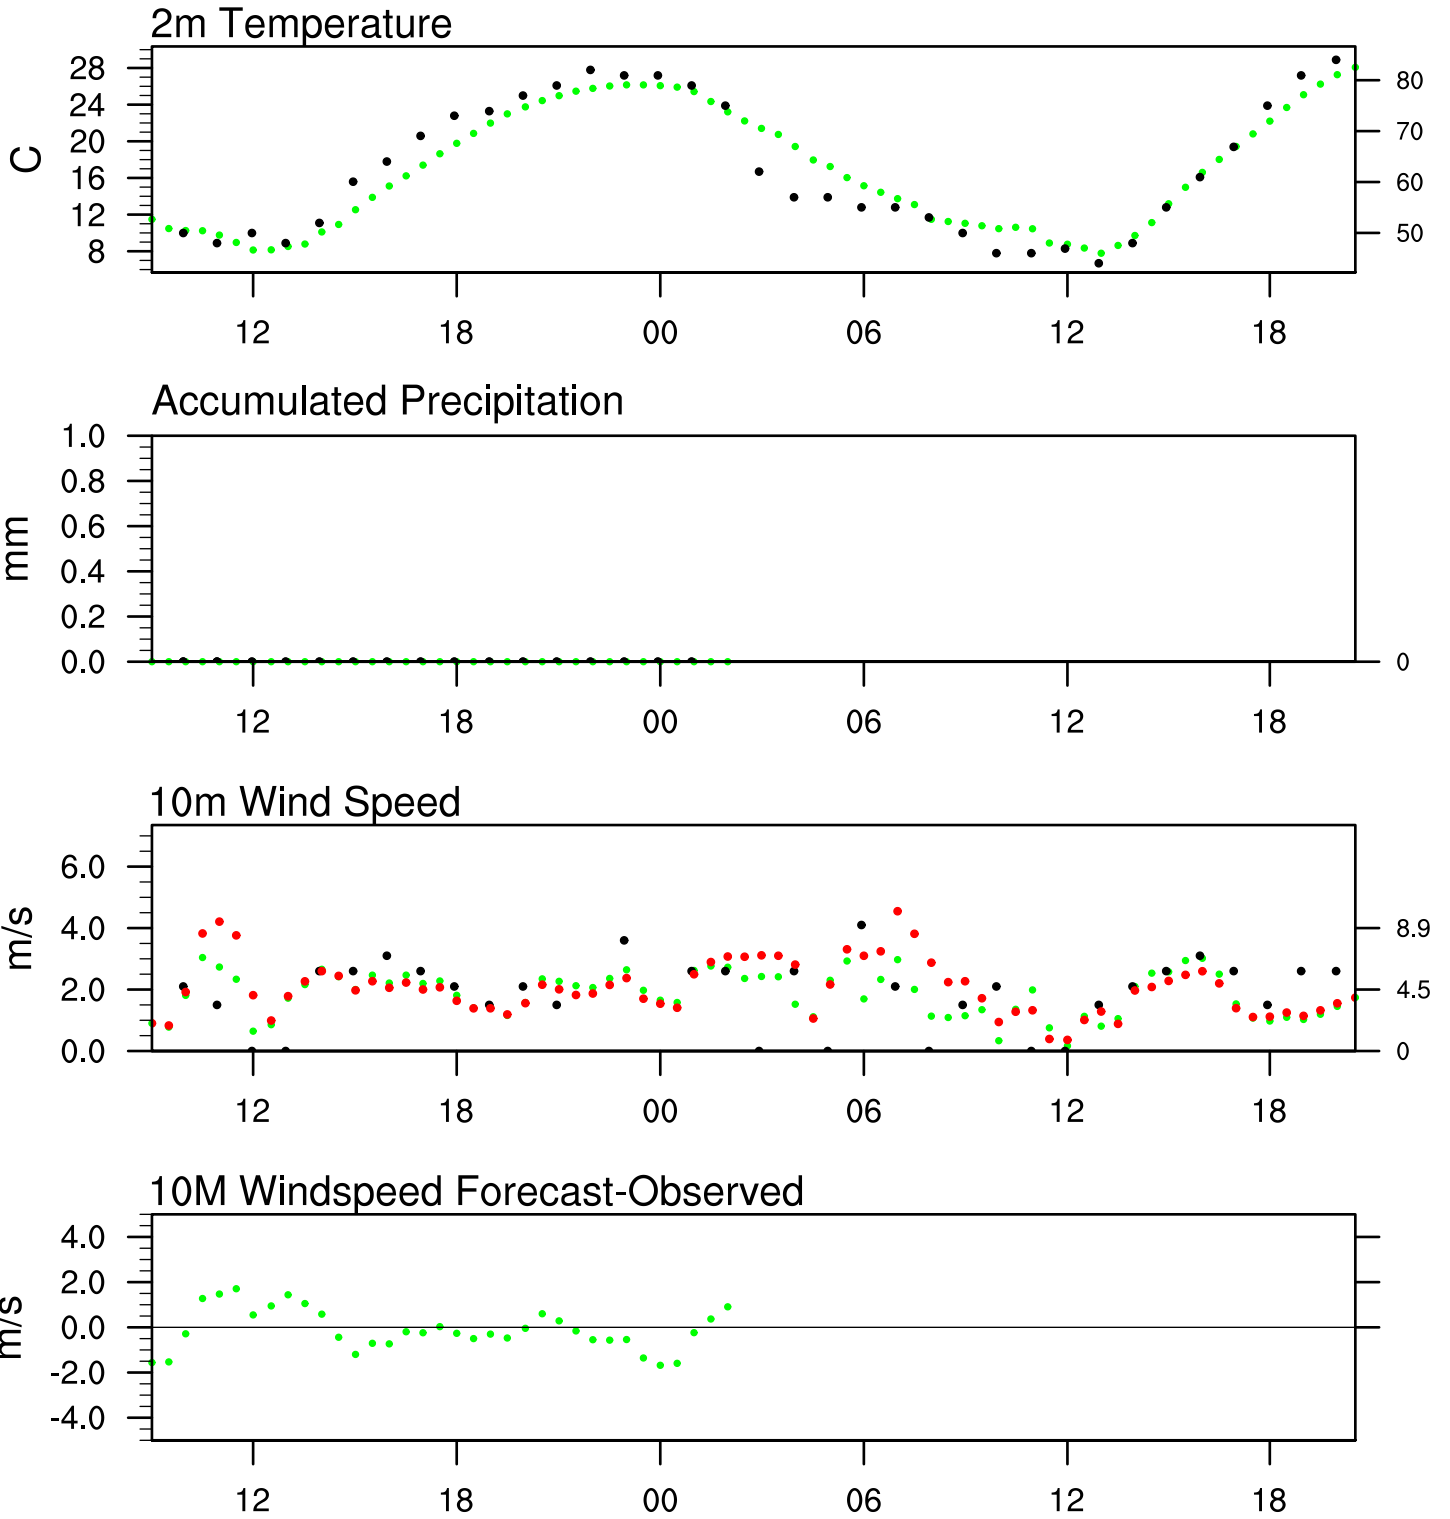 2m Temperature
28
24
20
16
12
8
C
80
70
60
50
12 18 00 06 12 18
Accumulated Precipitation
1.0
0.8
0.6
0.4
0.2
0.0
mm
0
12 18 00 06 12 18
10m Wind Speed
6.0
4.0
2.0
0.0
m/s
8.9
4.5
0
12 18 00 06 12 18
10M Windspeed Forecast-Observed
4.0
2.0
0.0
-2.0
-4.0
m/s
12 18 00 06 12 18